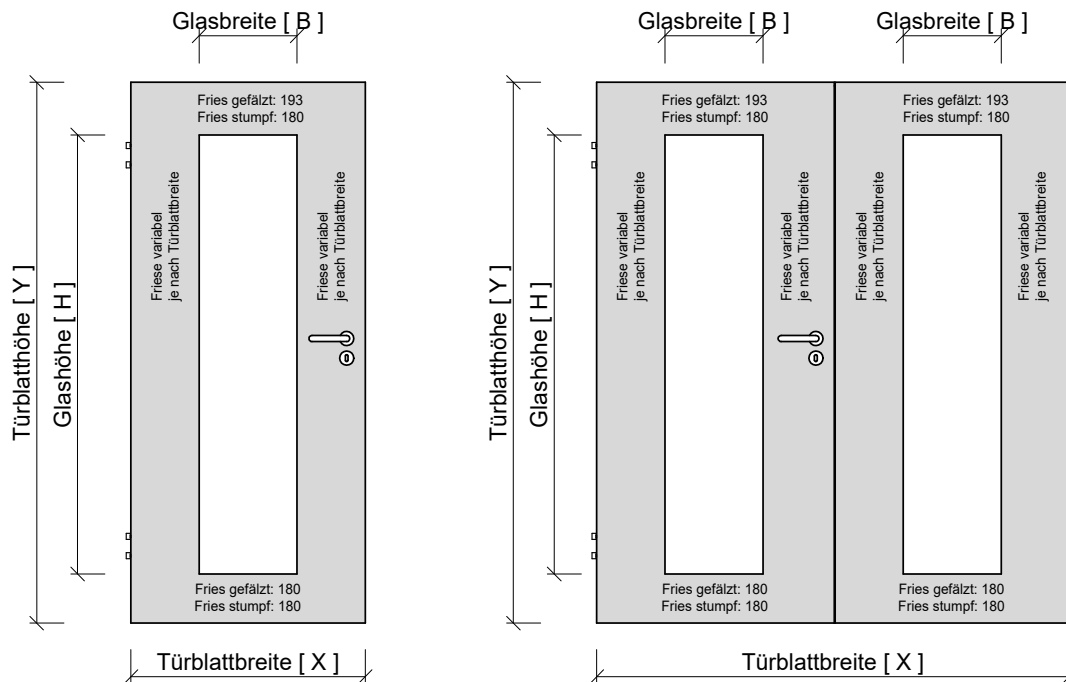 Glasbreite [ B ]
Fries gefälzt: 193
Fries stumpf: 180
Friese variabel
je nach Türblattbreite
Friese variabel
je nach Türblattbreite
Türblatthöhe [ Y ]
Glashöhe [ H ]
Fries gefälzt: 180
Fries stumpf: 180
Türblattbreite [ X ]
Glasbreite [ B ]
Glasbreite [ B ]
Fries gefälzt: 193
Fries stumpf: 180
Fries gefälzt: 193
Fries stumpf: 180
Friese variabel
je nach Türblattbreite
Friese variabel
je nach Türblattbreite
Friese variabel
je nach Türblattbreite
Friese variabel
je nach Türblattbreite
Türblatthöhe [ Y ]
Glashöhe [ H ]
Fries gefälzt: 180
Fries stumpf: 180
Fries gefälzt: 180
Fries stumpf: 180
Türblattbreite [ X ]